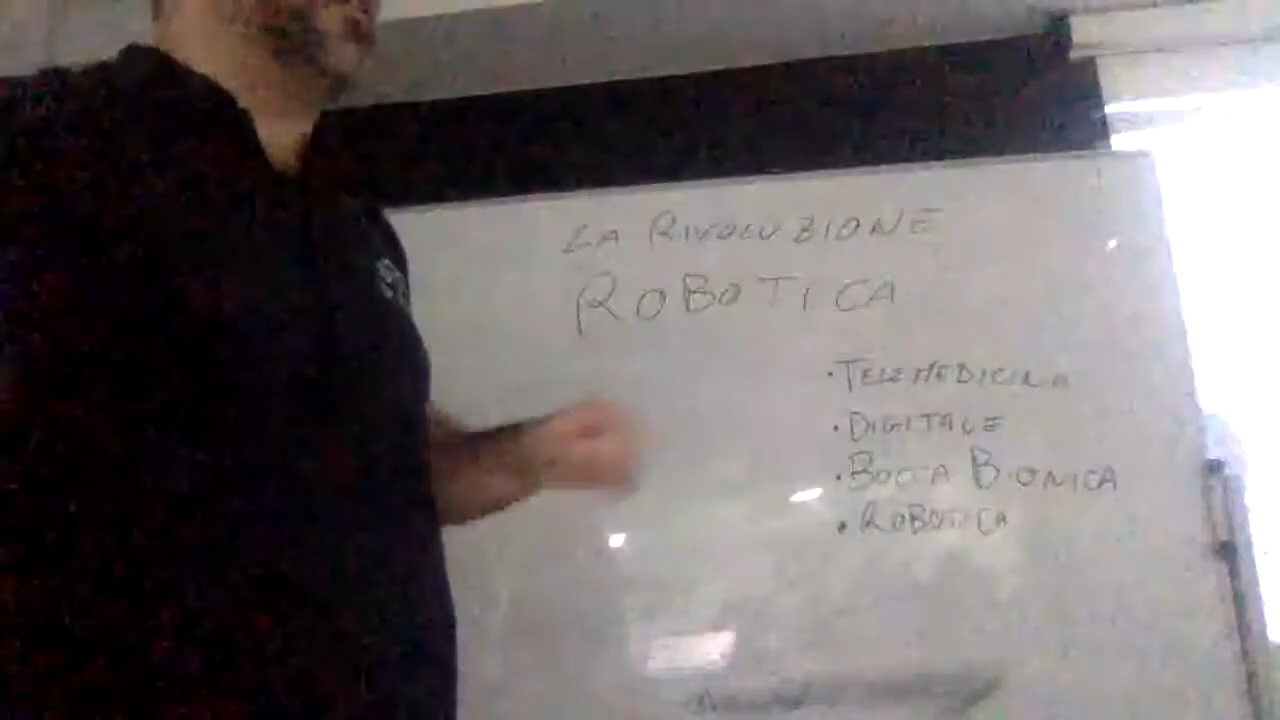 LA RIVOLUZIONE
ROBOTICA
• TELEMEDICINA
• DIGITALE
• BOCCA BIONICA
• ROBOTICA